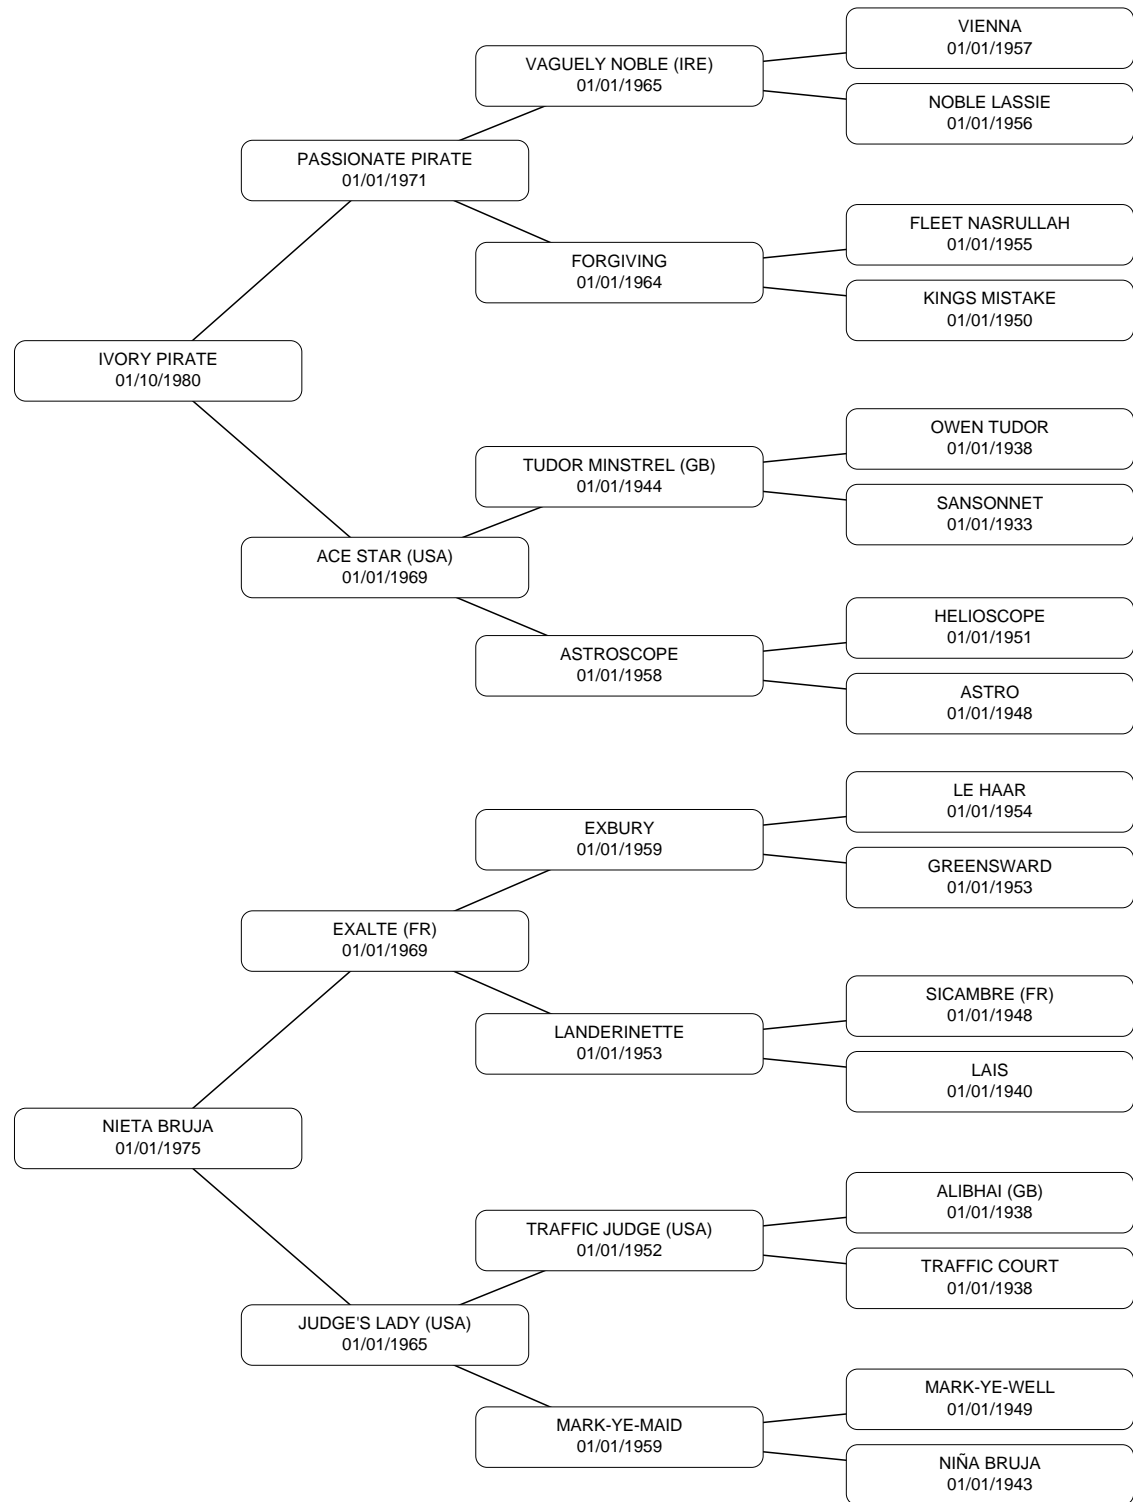 VIENNA
01/01/1957
VAGUELY NOBLE (IRE)
01/01/1965
NOBLE LASSIE
01/01/1956
PASSIONATE PIRATE
01/01/1971
FLEET NASRULLAH
01/01/1955
FORGIVING
01/01/1964
KINGS MISTAKE
01/01/1950
IVORY PIRATE
01/10/1980
OWEN TUDOR
01/01/1938
TUDOR MINSTREL (GB)
01/01/1944
SANSONNET
01/01/1933
ACE STAR (USA)
01/01/1969
HELIOSCOPE
01/01/1951
ASTROSCOPE
01/01/1958
ASTRO
01/01/1948
LE HAAR
01/01/1954
EXBURY
01/01/1959
GREENSWARD
01/01/1953
EXALTE (FR)
01/01/1969
SICAMBRE (FR)
01/01/1948
LANDERINETTE
01/01/1953
LAIS
01/01/1940
NIETA BRUJA
01/01/1975
ALIBHAI (GB)
01/01/1938
TRAFFIC JUDGE (USA)
01/01/1952
TRAFFIC COURT
01/01/1938
JUDGE'S LADY (USA)
01/01/1965
MARK-YE-WELL
01/01/1949
MARK-YE-MAID
01/01/1959
NIÑA BRUJA
01/01/1943